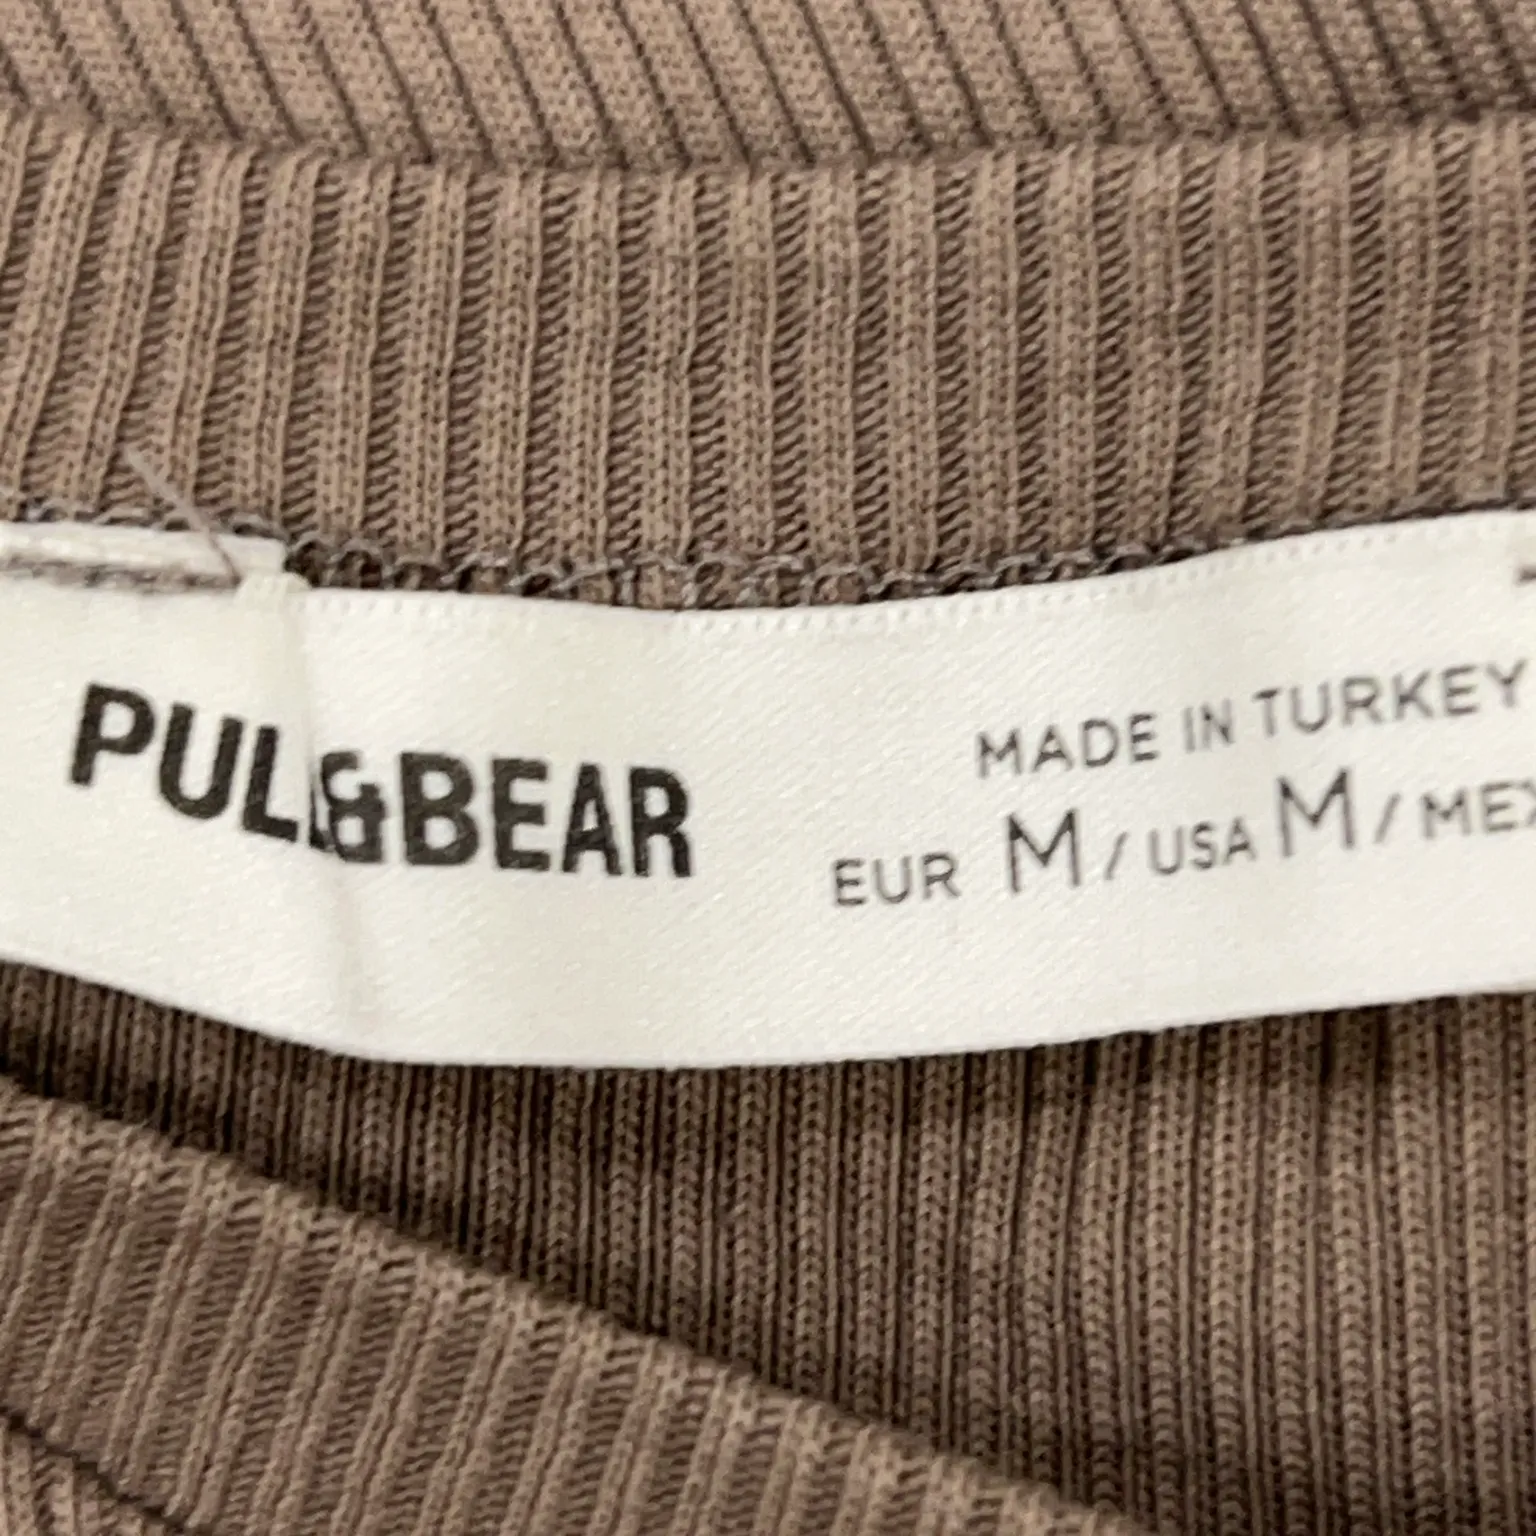 PULL&BEAR
MADE IN TURKEY
EUR M / USA M / MEX